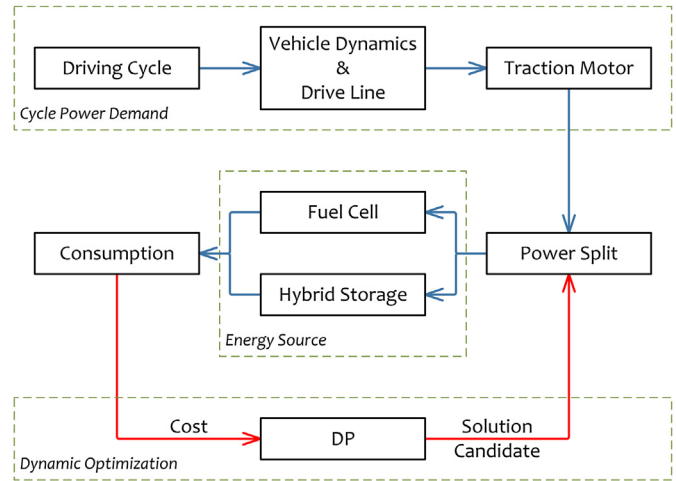 Driving Cycle
Vehicle Dynamics
&
Drive Line
Traction Motor
Cycle Power Demand
Fuel Cell
Consumption
Power Split
Hybrid Storage
Energy Source
Cost
DP
Solution
Candidate
Dynamic Optimization